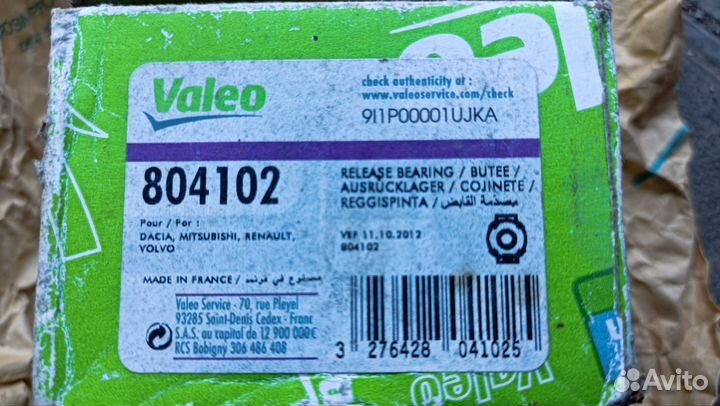 Valeo
check authenticity at :
www.valeoservice.com/check
9I1P00001UJKA
804102
RELEASE BEARING / BUTEE /
AUSRÜCKLAGER / COJINETE /
REGGISPINTA / مصدمة القابض
Pour / For :
DACIA, MITSUBISHI, RENAULT,
VOLVO
VEF 11.10.2012
804102
MADE IN FRANCE / مصنوع في فرنسا
Valeo Service - 70, rue Pleyel
93285 Saint-Denis Cedex - Franc
S.A.S. au capital de 12 900 000€
RCS Bobigny 306 486 408
3 276428 041025
Valeo
Avito